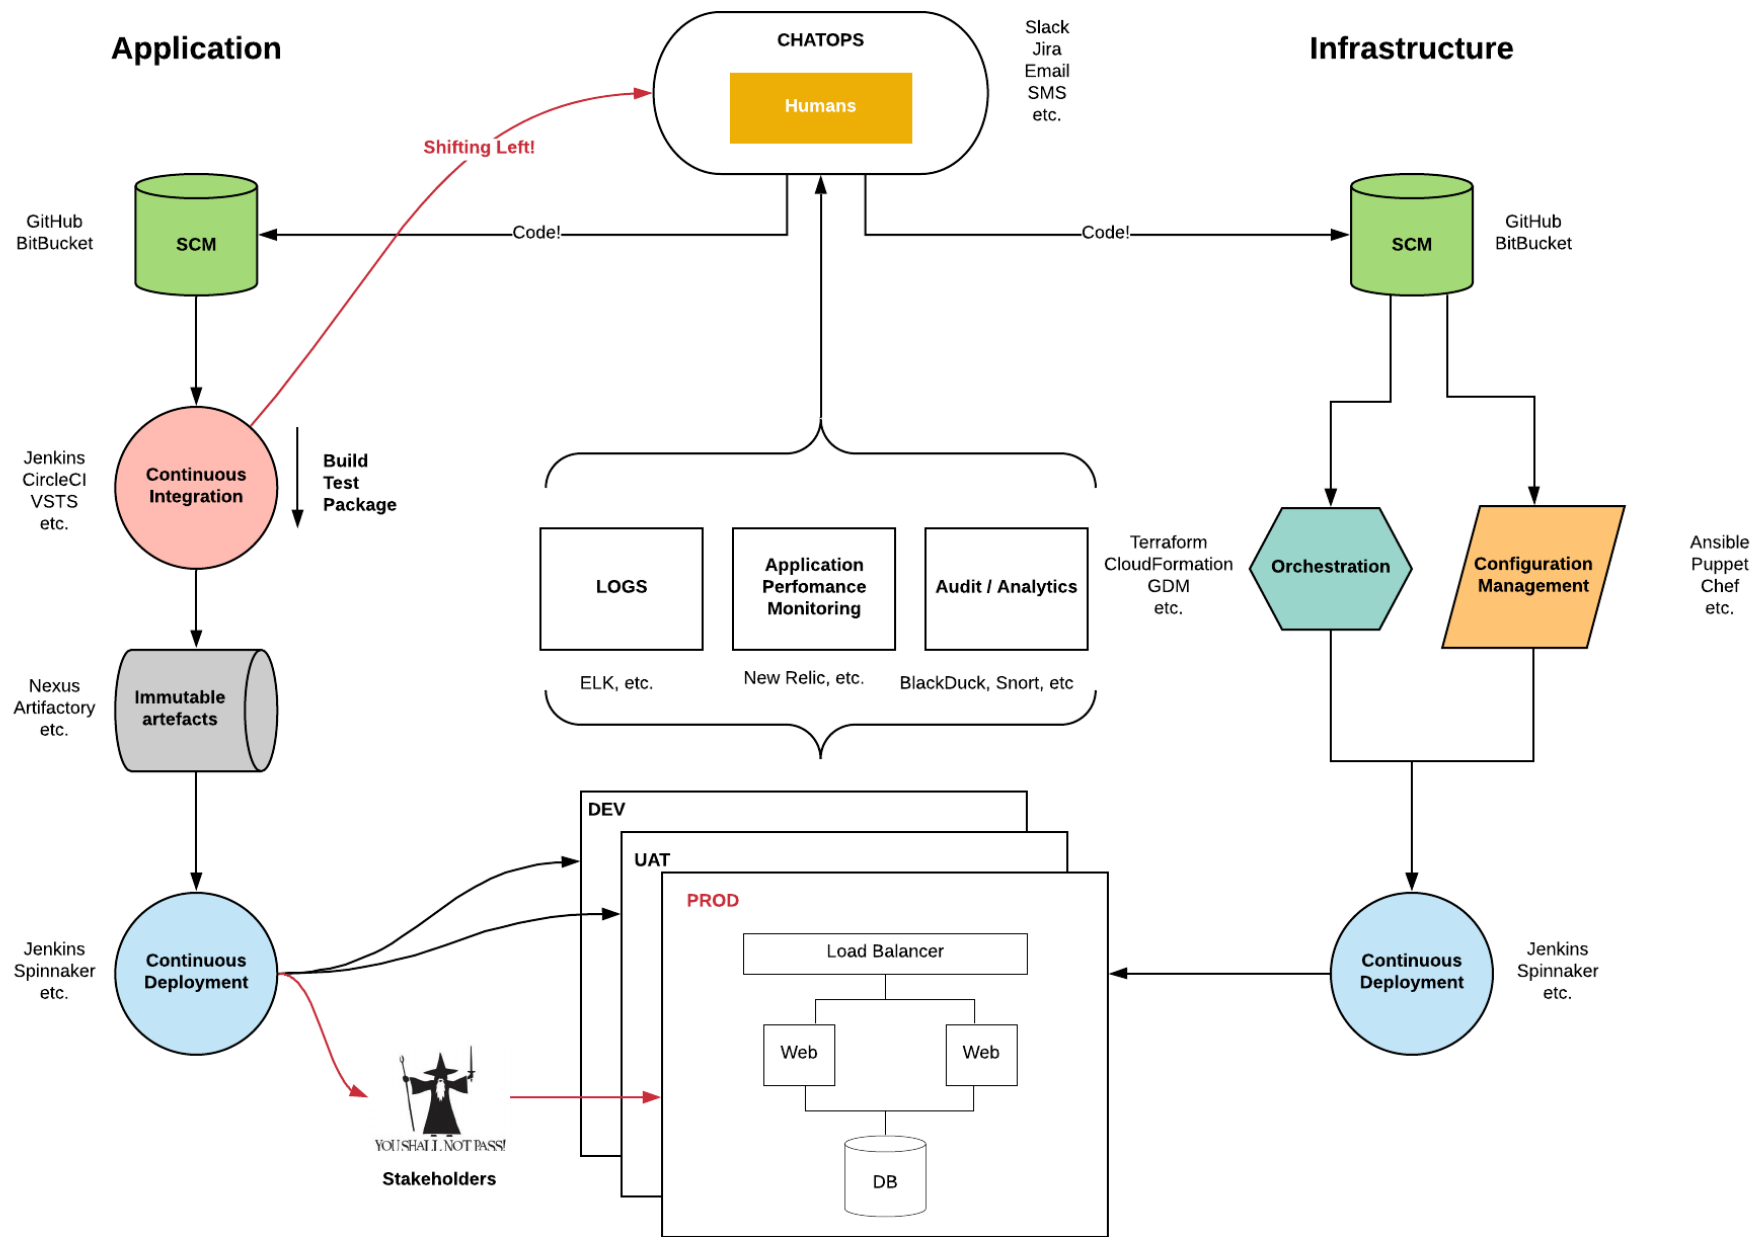 Application
CHATOPS
Humans
Slack
Jira
Email
SMS
etc.
Infrastructure
Shifting Left!
GitHub
BitBucket
SCM
Code!
Code!
SCM
GitHub
BitBucket
Jenkins
CircleCI
VSTS
etc.
Continuous
Integration
Build
Test
Package
LOGS
Application
Perfomance
Monitoring
Audit / Analytics
Terraform
CloudFormation
GDM
etc.
Orchestration
Configuration
Management
Ansible
Puppet
Chef
etc.
ELK, etc.
New Relic, etc.
BlackDuck, Snort, etc
Nexus
Artifactory
etc.
Immutable
artefacts
DEV
UAT
PROD
Jenkins
Spinnaker
etc.
Continuous
Deployment
Load Balancer
Web
Web
DB
Continuous
Deployment
Jenkins
Spinnaker
etc.
YOU SHALL NOT PASS!
Stakeholders